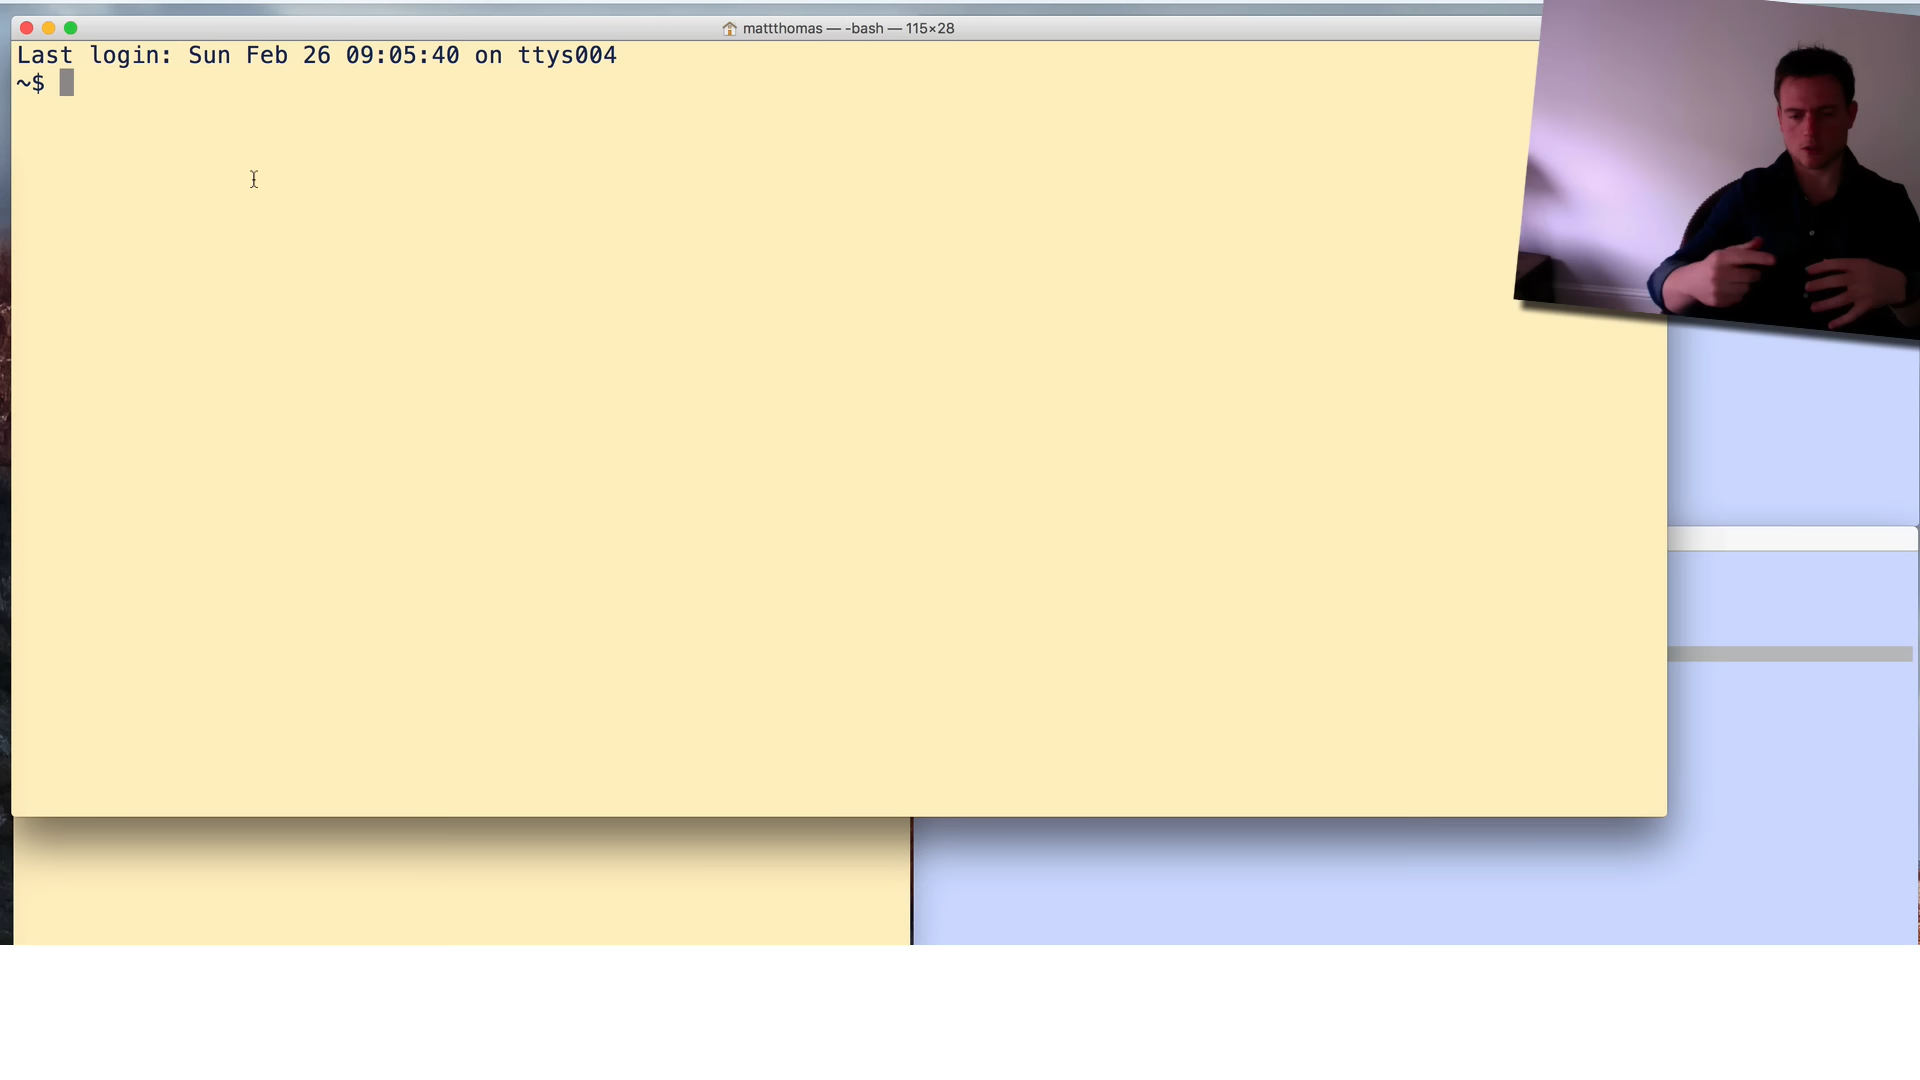 mattthomas — -bash — 115×28
Last login: Sun Feb 26 09:05:40 on ttys004
~$